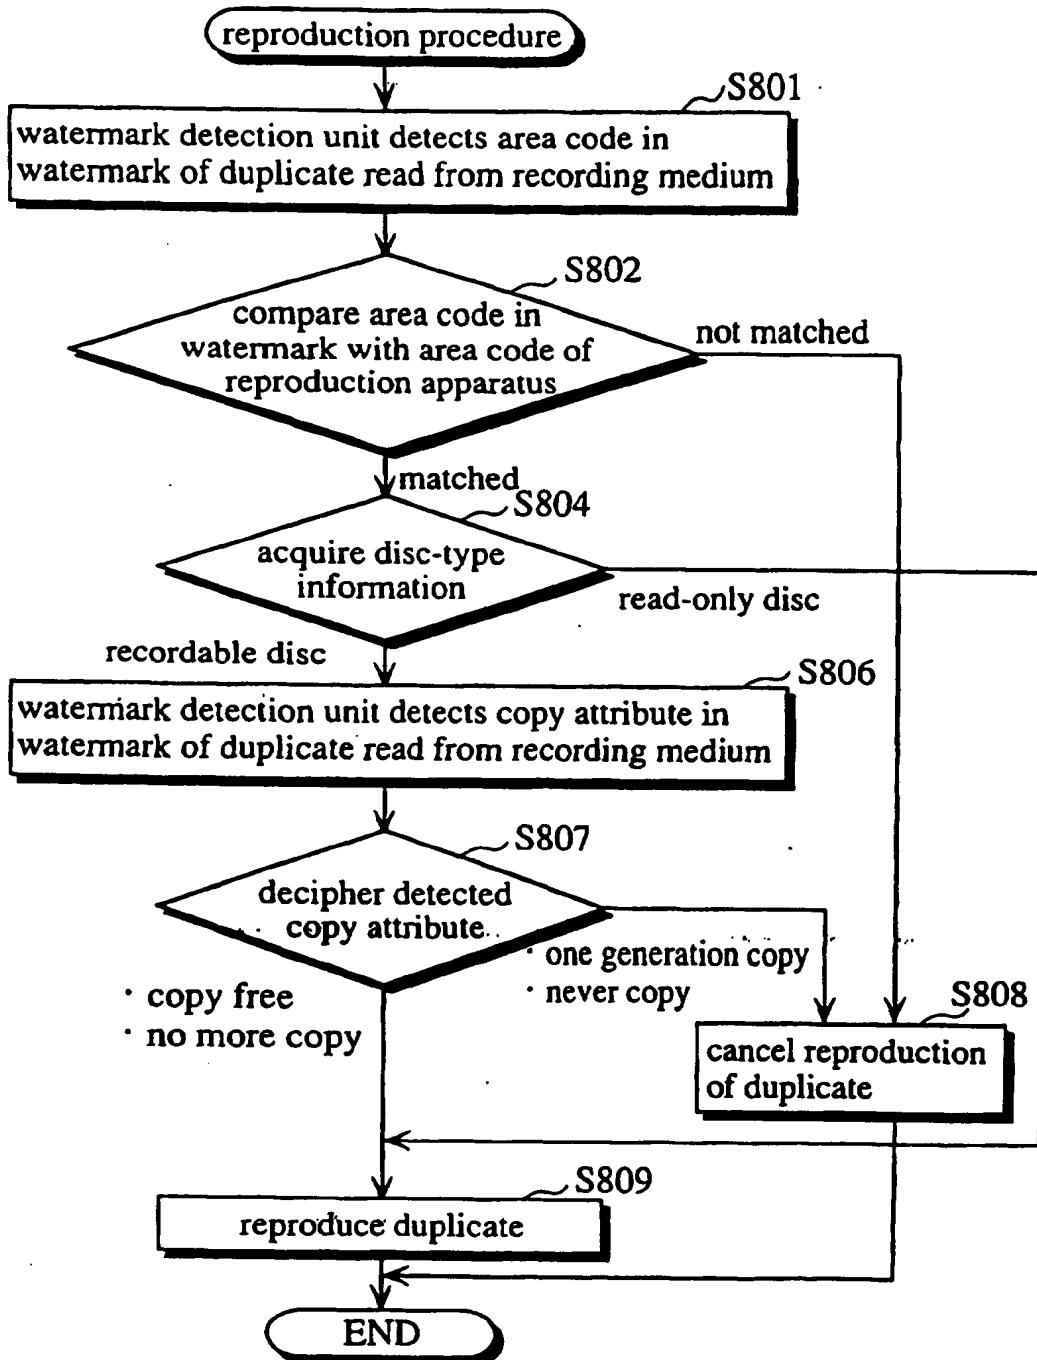 reproduction procedure
S801
watermark detection unit detects area code in
watermark of duplicate read from recording medium
S802
compare area code in
watermark with area code of
reproduction apparatus
not matched
matched
S804
acquire disc-type
information
read-only disc
recordable disc
S806
watermark detection unit detects copy attribute in
watermark of duplicate read from recording medium
S807
decipher detected
copy attribute
· one generation copy
· never copy
· copy free
· no more copy
S808
cancel reproduction
of duplicate
S809
reproduce duplicate
END